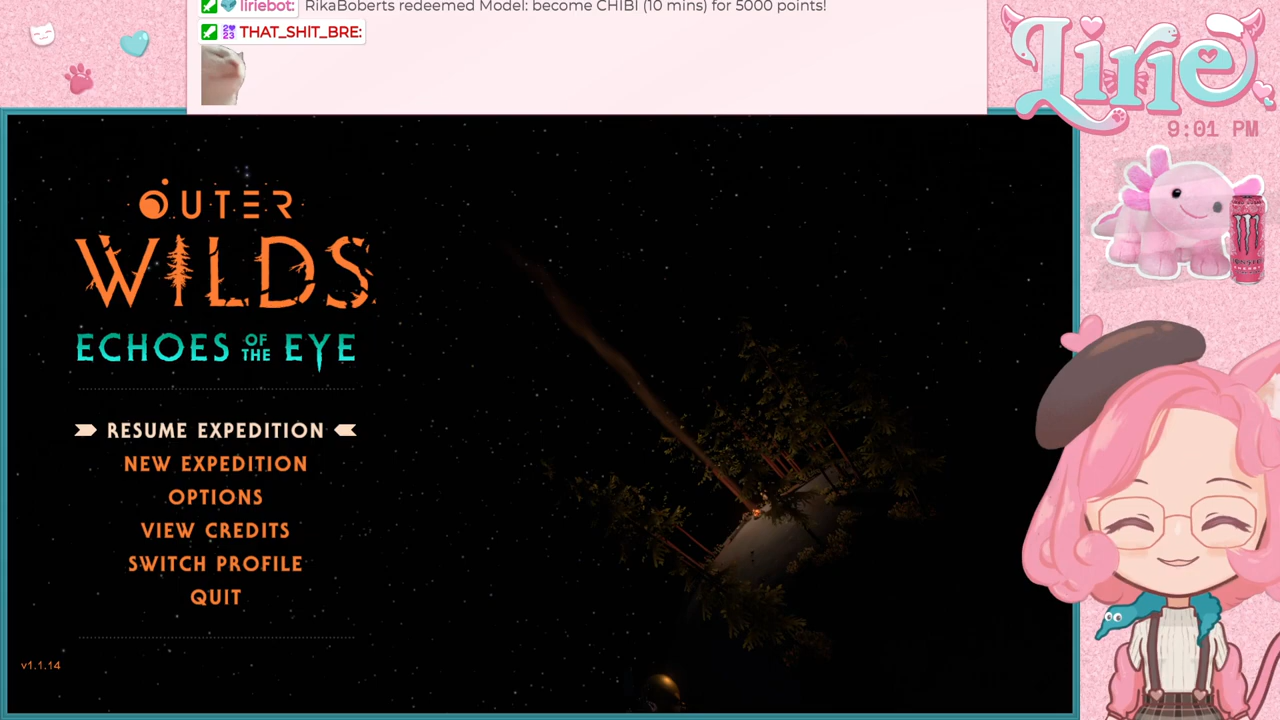 liriebot: RikaBoberts redeemed Model: become CHIBI (10 mins) for 5000 points!
THAT_SHIT_BRE:
Lirie
9:01 PM
OUTER
WILDS
ECHOES OF THE EYE
RESUME EXPEDITION
NEW EXPEDITION
OPTIONS
VIEW CREDITS
SWITCH PROFILE
QUIT
v1.1.14